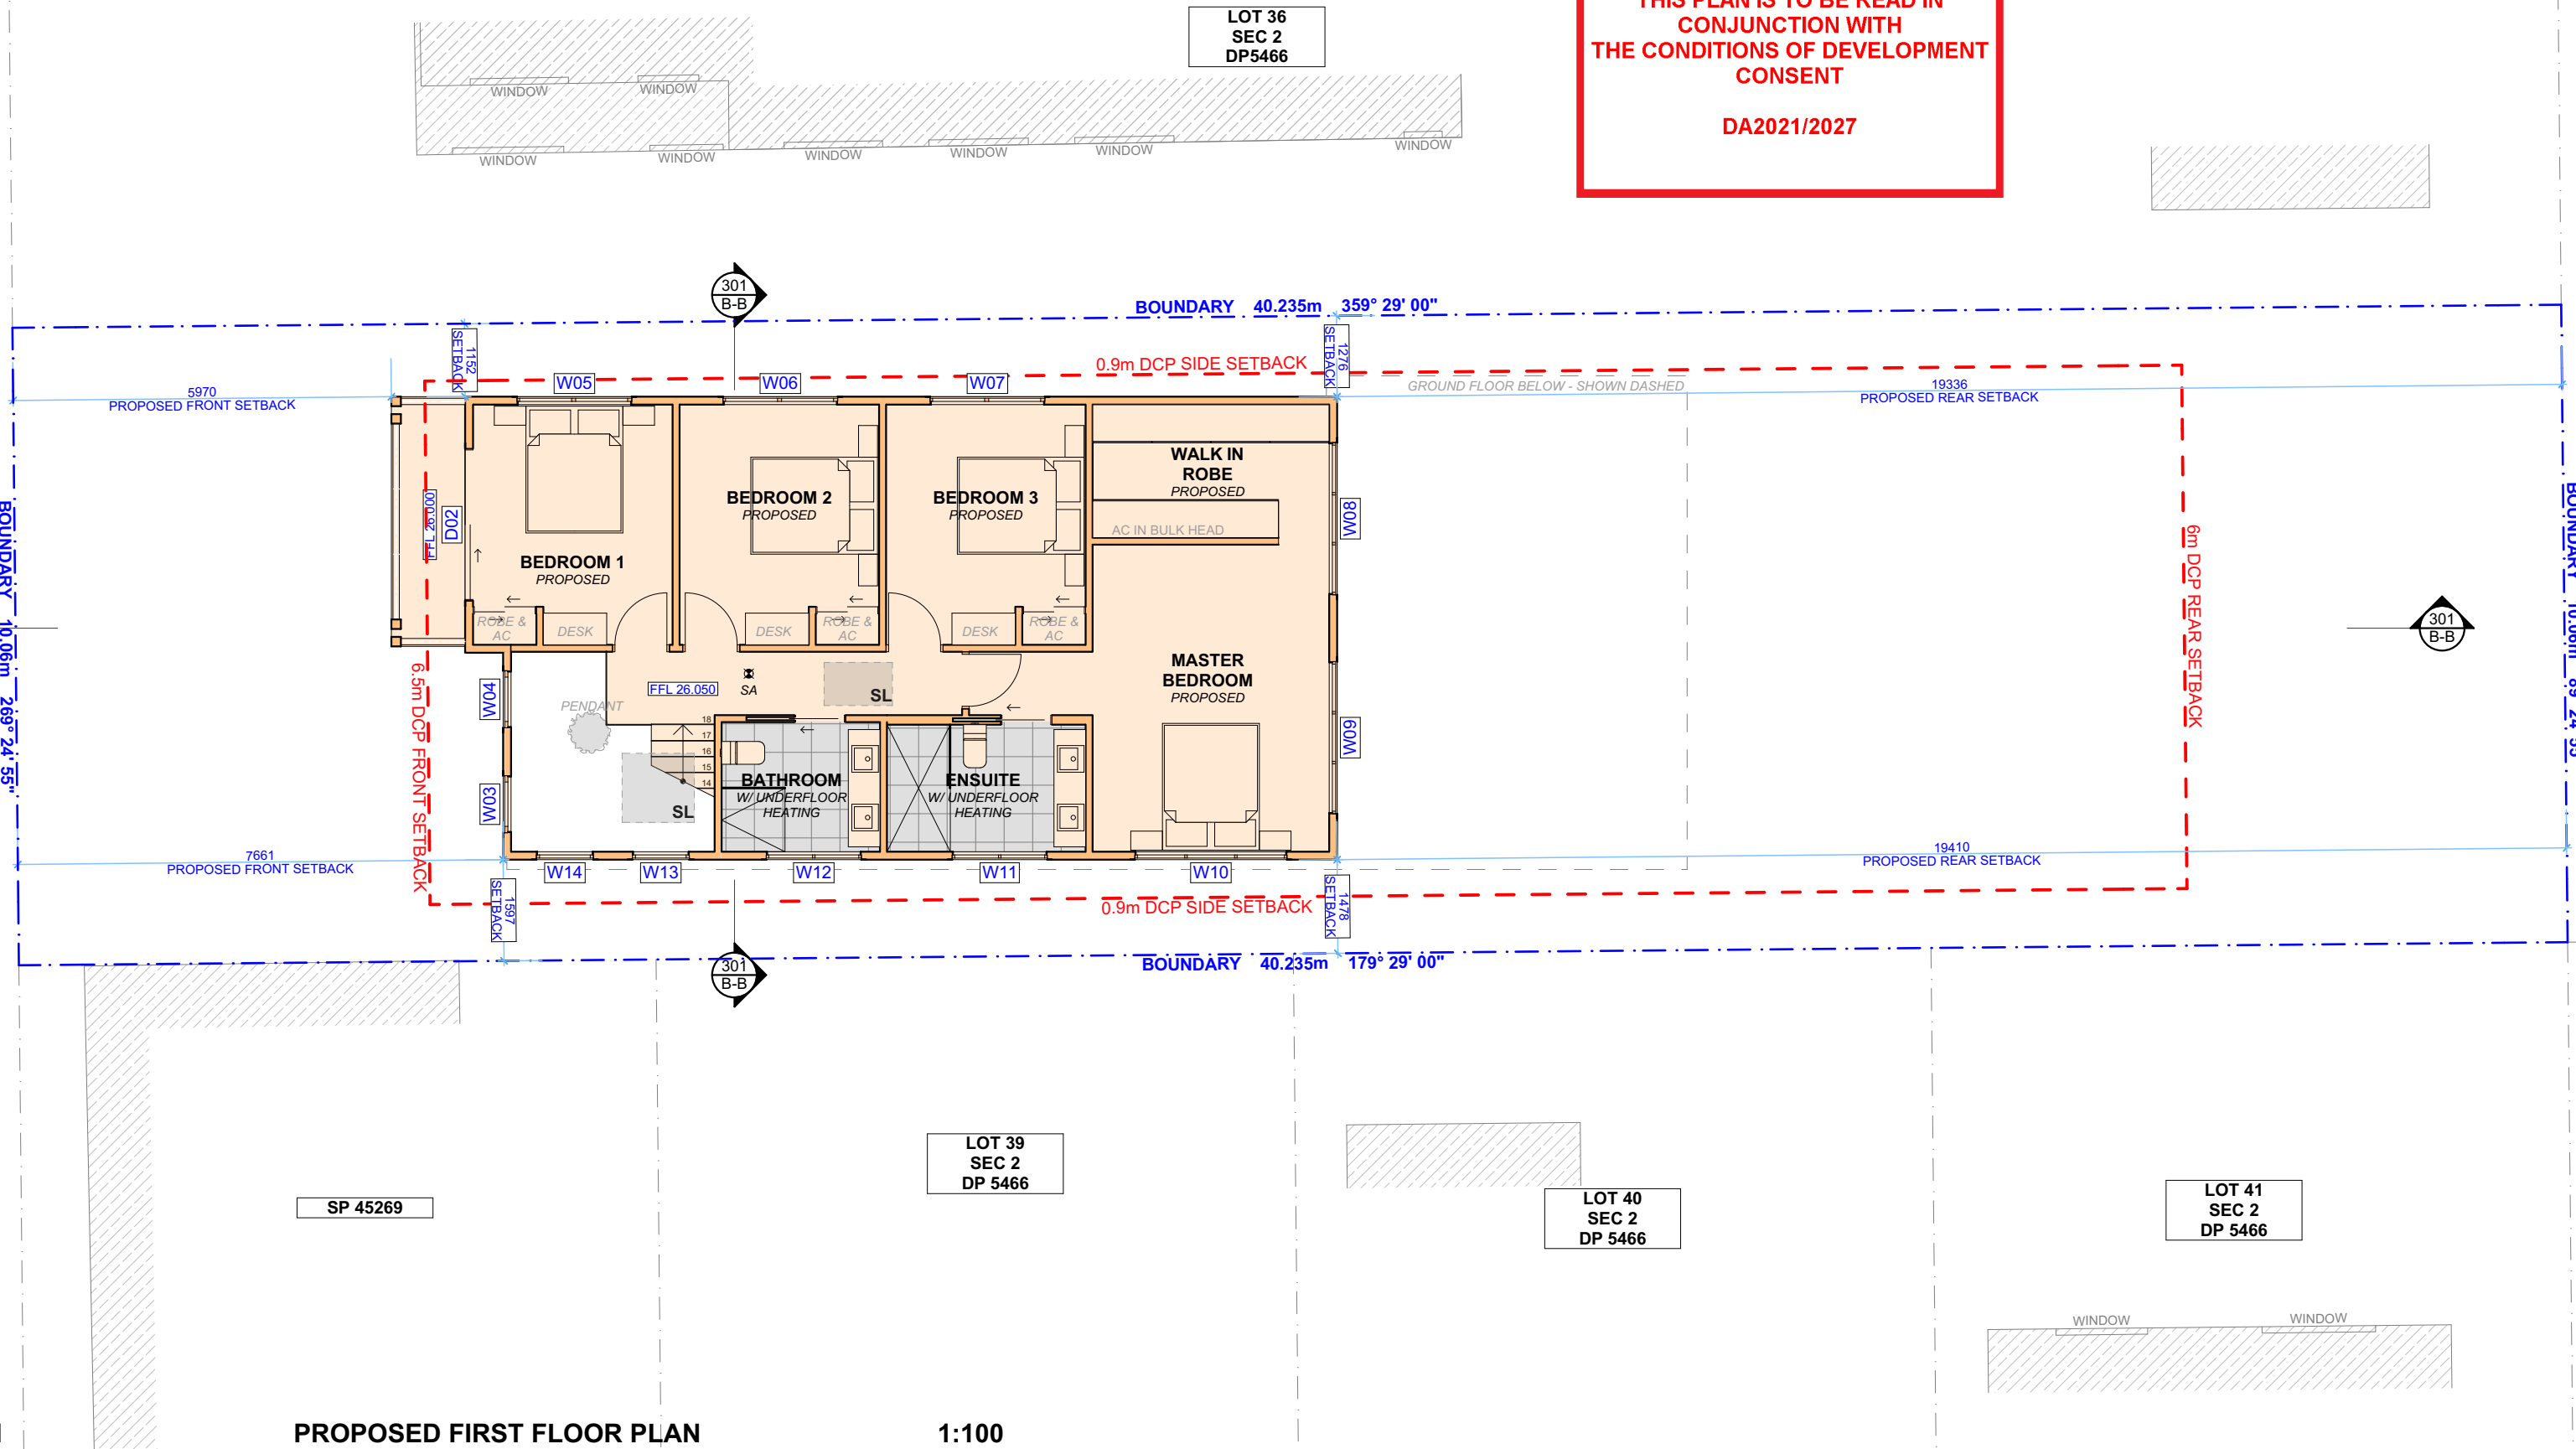 LOT 36
SEC 2
DP5466
THIS PLAN IS TO BE READ IN
CONJUNCTION WITH
THE CONDITIONS OF DEVELOPMENT
CONSENT
DA2021/2027
WINDOW
WINDOW
WINDOW
WINDOW
WINDOW
WINDOW
WINDOW
WINDOW
301
B-B
BOUNDARY 40.235m 359° 29' 00"
1152
SETBACK
1276
SETBACK
0.9m DCP SIDE SETBACK
GROUND FLOOR BELOW - SHOWN DASHED
5970
PROPOSED FRONT SETBACK
19336
PROPOSED REAR SETBACK
W05
W06
W07
WALK IN
ROBE
PROPOSED
AC IN BULK HEAD
BEDROOM 1
PROPOSED
BEDROOM 2
PROPOSED
BEDROOM 3
PROPOSED
FFL 26.000
D02
W08
ROBE &
AC
DESK
DESK
ROBE &
AC
DESK
ROBE &
AC
BOUNDARY 10.06m 269° 24' 55"
6.5m DCP FRONT SETBACK
6m DCP REAR SETBACK
BOUNDARY 10.06m 89° 24' 55"
301
B-B
MASTER
BEDROOM
PROPOSED
FFL 26.050
SA
SL
PENDANT
W04
W03
W09
18
17
16
15
14
SL
BATHROOM
W/ UNDERFLOOR
HEATING
ENSUITE
W/ UNDERFLOOR
HEATING
7661
PROPOSED FRONT SETBACK
19410
PROPOSED REAR SETBACK
W14
W13
W12
W11
W10
1597
SETBACK
1478
SETBACK
0.9m DCP SIDE SETBACK
BOUNDARY 40.235m 179° 29' 00"
301
B-B
LOT 39
SEC 2
DP 5466
SP 45269
LOT 40
SEC 2
DP 5466
LOT 41
SEC 2
DP 5466
WINDOW
WINDOW
PROPOSED FIRST FLOOR PLAN 1:100